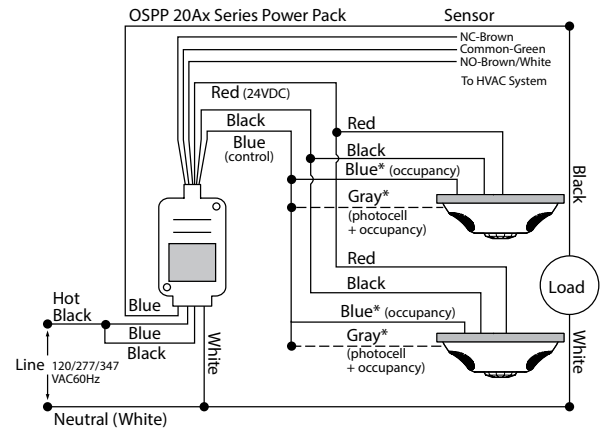 OSPP 20Ax Series Power Pack
Sensor
NC-Brown
Common-Green
NO-Brown/White
To HVAC System
Red (24VDC)
Black
Blue
(control)
Red
Black
Blue* (occupancy)
Gray*
(photocell
+ occupancy)
Black
Red
Black
Blue* (occupancy)
Gray*
(photocell
+ occupancy)
Load
White
Hot
Black
Blue
Blue
Black
White
Line 120/277/347
VAC60Hz
Neutral (White)